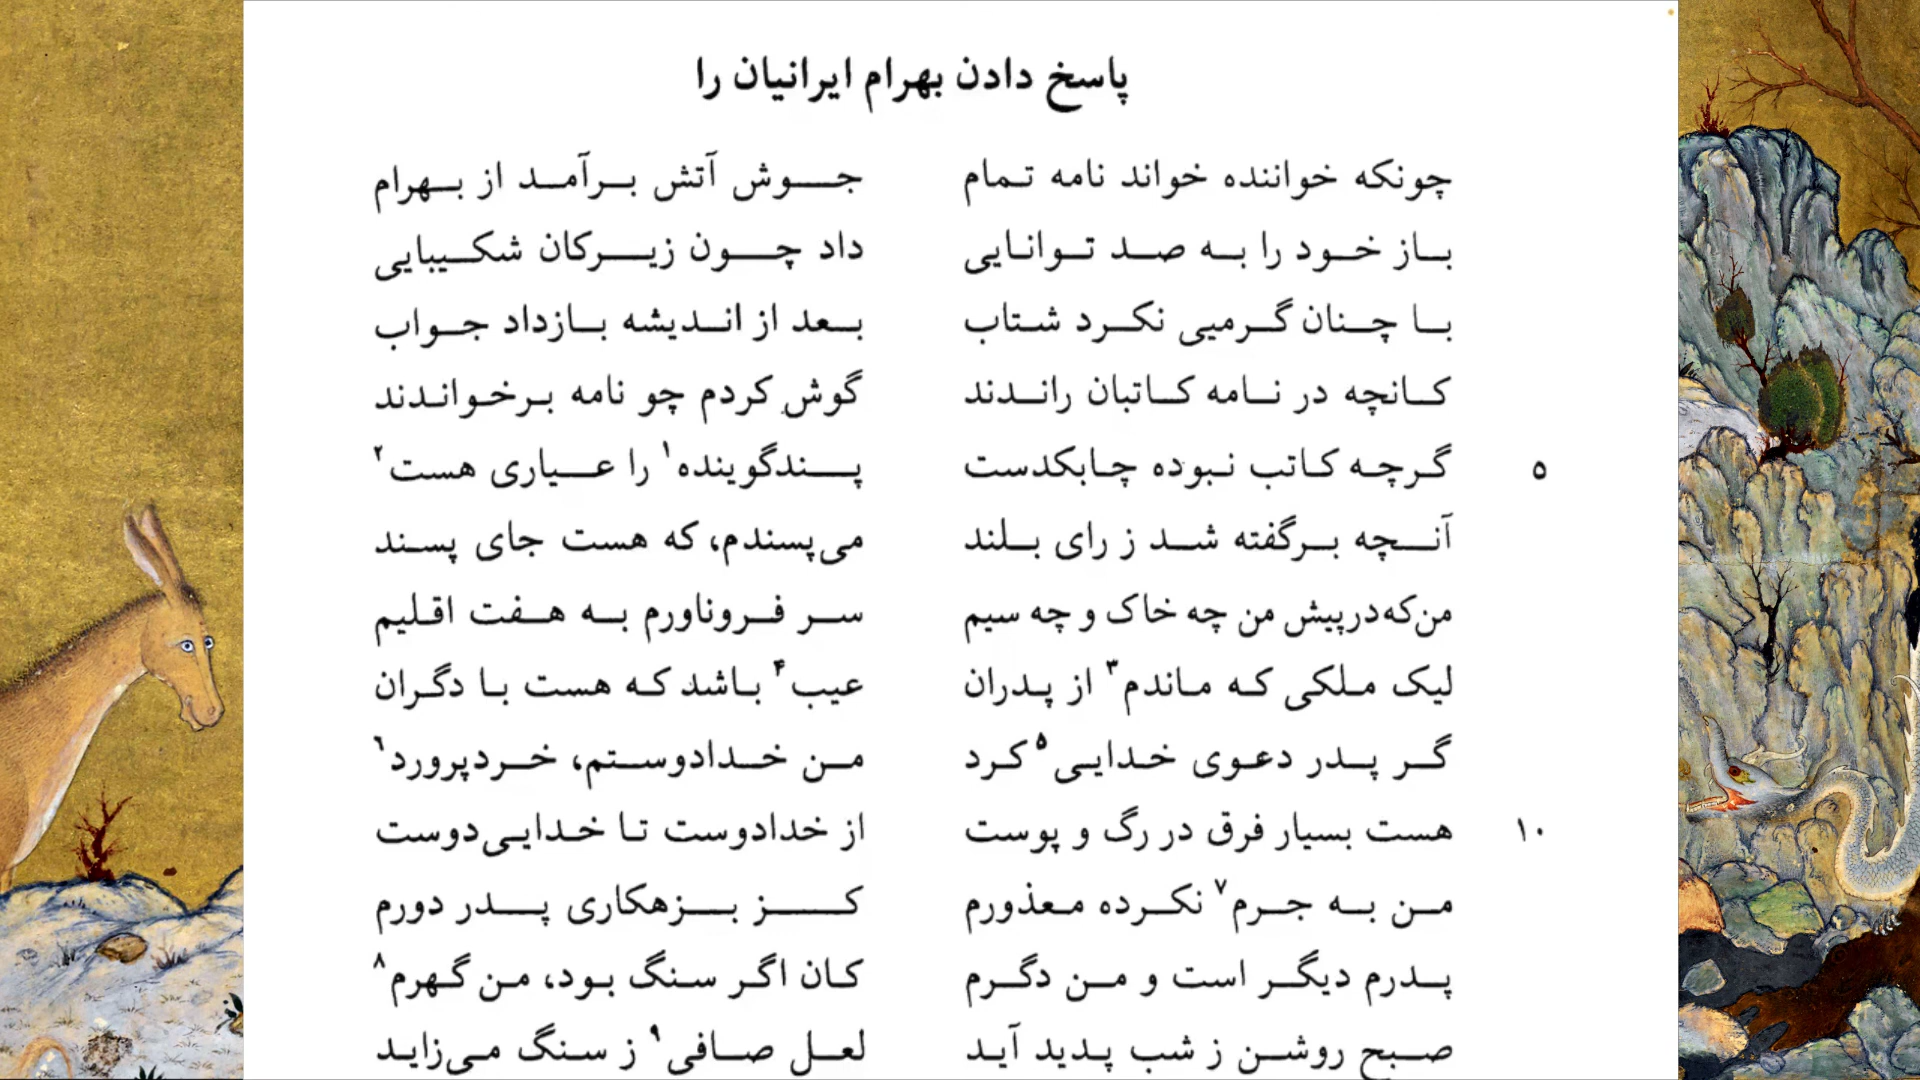 پاسخ دادن بهرام ایرانیان را
چونکه خواننده خواند نامه تمام جوش آتش برآمد از بهرام
باز خود را به صد توانایی داد چون زیرکان شکیبایی
با چنان گرمیی نکرد شتاب بعد از اندیشه بازداد جواب
کانچه در نامه کاتبان راندند گوش کردم چو نامه برخواندند
۵ گرچه کاتب نبوده چابکدست پندگوینده۱ را عیاری هست۲
آنچه برگفته شد ز رای بلند می‌پسندم، که هست جای پسند
من که در پیش من چه خاک و چه سیم سر فروناورم به هفت اقلیم
لیک ملکی که ماندم۳ از پدران عیب۴ باشد که هست با دگران
گر پدر دعوی خدایی۵ کرد من خدادوستم، خردپرورد۶
۱۰ هست بسیار فرق در رگ و پوست از خدادوست تا خدایی‌دوست
من به جرم۷ نکرده معذورم کز بزهکاری پدر دورم
پدرم دیگر است و من دگرم کان اگر سنگ بود، من گهرم۸
صبح روشن ز شب پدید آید لعل صافی۹ ز سنگ می‌زاید